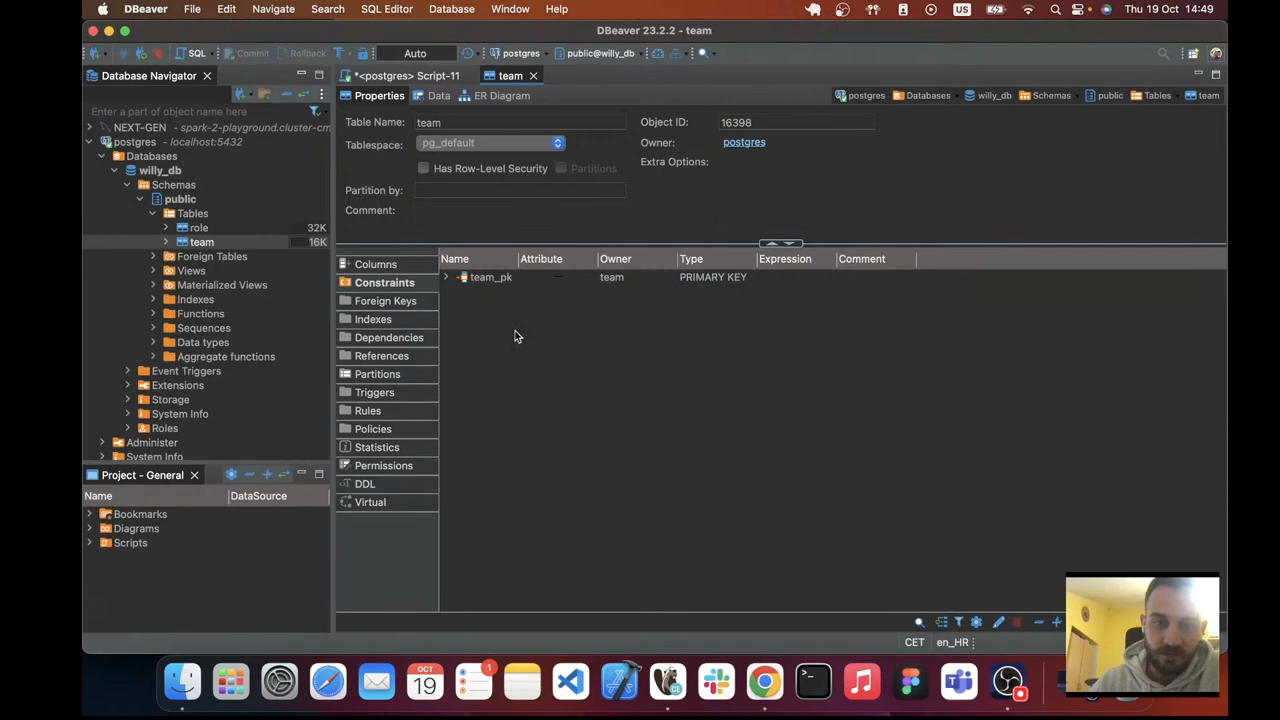 DBeaver File Edit Navigate Search SQL Editor Database Window Help US Thu 19 Oct 14:49
DBeaver 23.2.2 - team
SQL Commit Rollback T Auto postgres public@willy_db
Database Navigator
*<postgres> Script-11 team
Enter a part of object name here
NEXT-GEN - spark-2-playground.cluster-cm
postgres - localhost:5432
Databases
willy_db
Schemas
public
Tables
role 32K
team 16K
Foreign Tables
Views
Materialized Views
Indexes
Functions
Sequences
Data types
Aggregate functions
Event Triggers
Extensions
Storage
System Info
Roles
Administer
System Info
Project - General
Name DataSource
Bookmarks
Diagrams
Scripts
Properties Data ER Diagram postgres Databases willy_db Schemas public Tables team
Table Name: team Object ID: 16398
Tablespace: pg_default Owner: postgres
Has Row-Level Security Partitions Extra Options:
Partition by:
Comment:
Columns
Constraints
Foreign Keys
Indexes
Dependencies
References
Partitions
Triggers
Rules
Policies
Statistics
Permissions
DDL
Virtual
Name Attribute Owner Type Expression Comment
team_pk team PRIMARY KEY
CET en_HR
OCT
19
1